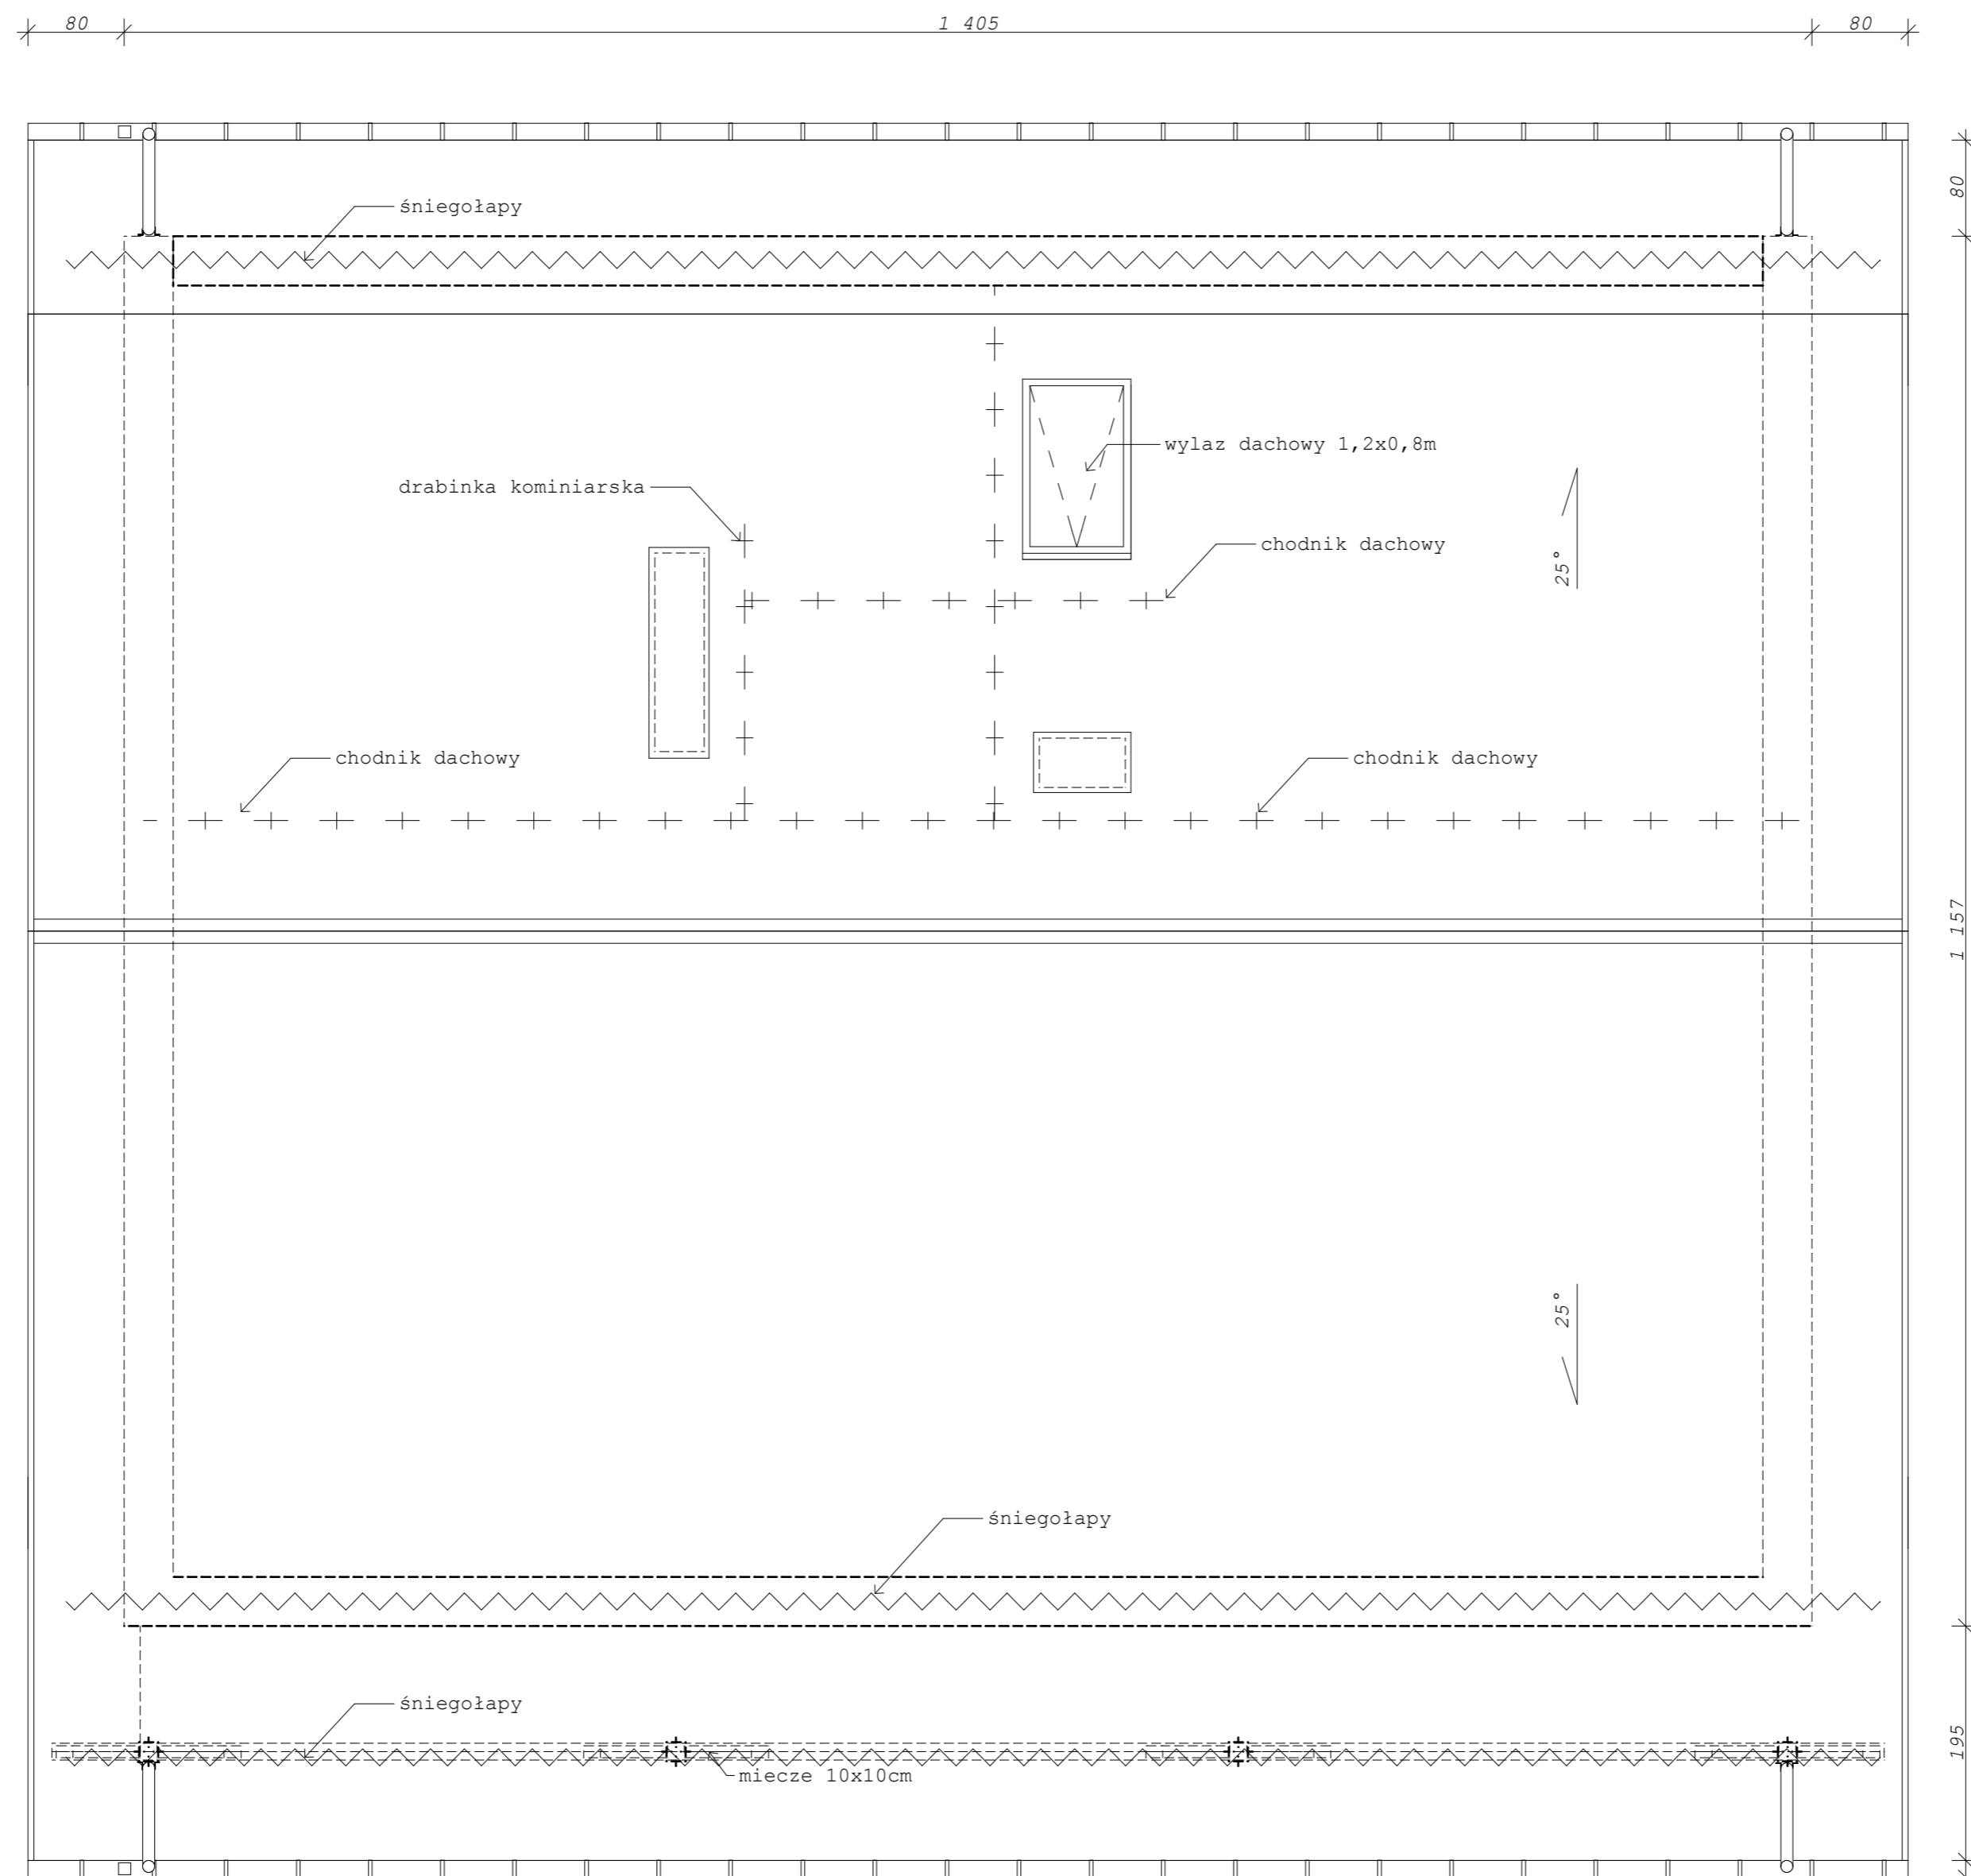 80
1 405
80
80
śniegołapy
wylaz dachowy 1,2x0,8m
drabinka kominiarska
chodnik dachowy
25°
chodnik dachowy
chodnik dachowy
1 157
25°
śniegołapy
śniegołapy
195
miecze 10x10cm